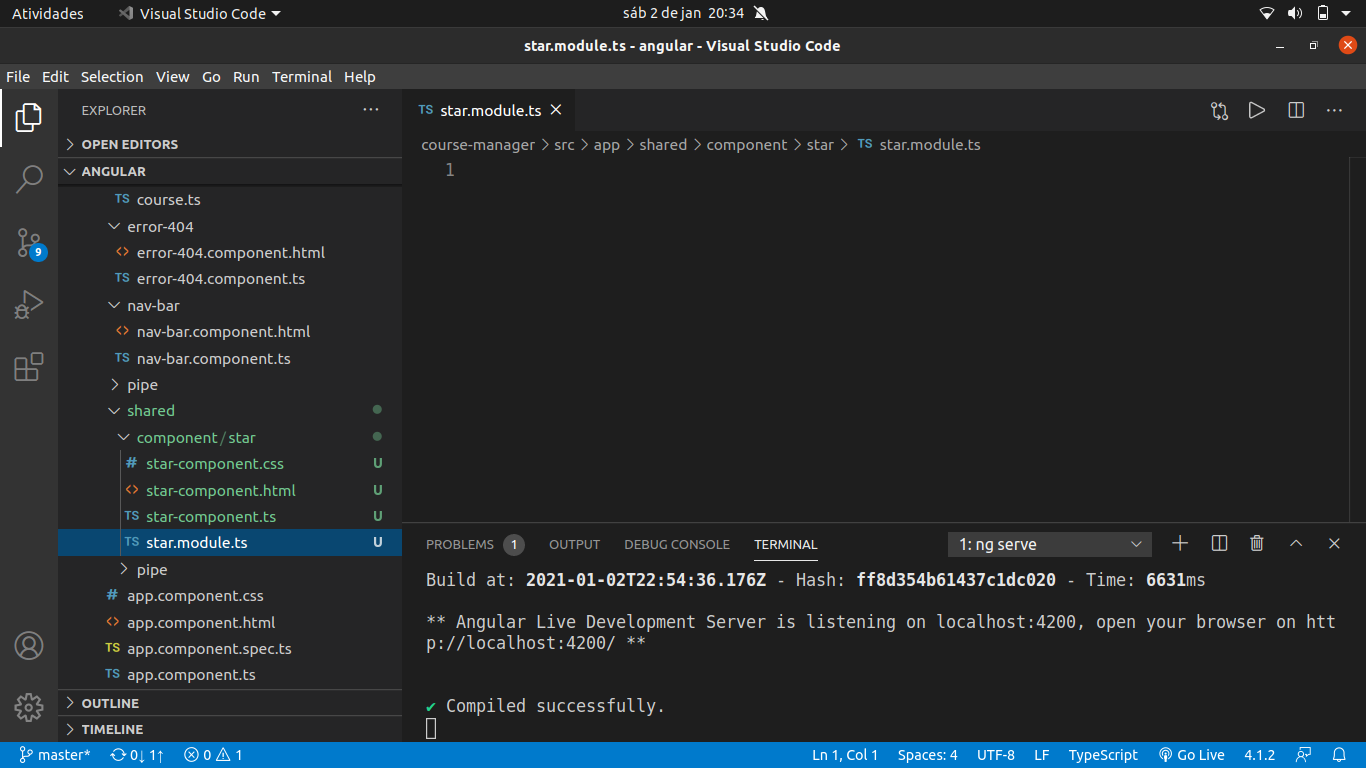 Atividades Visual Studio Code sáb 2 de jan 20:34
star.module.ts - angular - Visual Studio Code
File Edit Selection View Go Run Terminal Help
EXPLORER
OPEN EDITORS
ANGULAR
TS course.ts
error-404
<> error-404.component.html
TS error-404.component.ts
nav-bar
<> nav-bar.component.html
TS nav-bar.component.ts
pipe
shared
component/star
# star-component.css U
<> star-component.html U
TS star-component.ts U
TS star.module.ts U
pipe
# app.component.css
<> app.component.html
TS app.component.spec.ts
TS app.component.ts
OUTLINE
TIMELINE
9
TS star.module.ts
course-manager > src > app > shared > component > star > TS star.module.ts
1
PROBLEMS 1 OUTPUT DEBUG CONSOLE TERMINAL 1: ng serve
Build at: 2021-01-02T22:54:36.176Z - Hash: ff8d354b61437c1dc020 - Time: 6631ms
** Angular Live Development Server is listening on localhost:4200, open your browser on htt
p://localhost:4200/ **
✔ Compiled successfully.
master* 0↓ 1↑ 0 1 Ln 1, Col 1 Spaces: 4 UTF-8 LF TypeScript Go Live 4.1.2